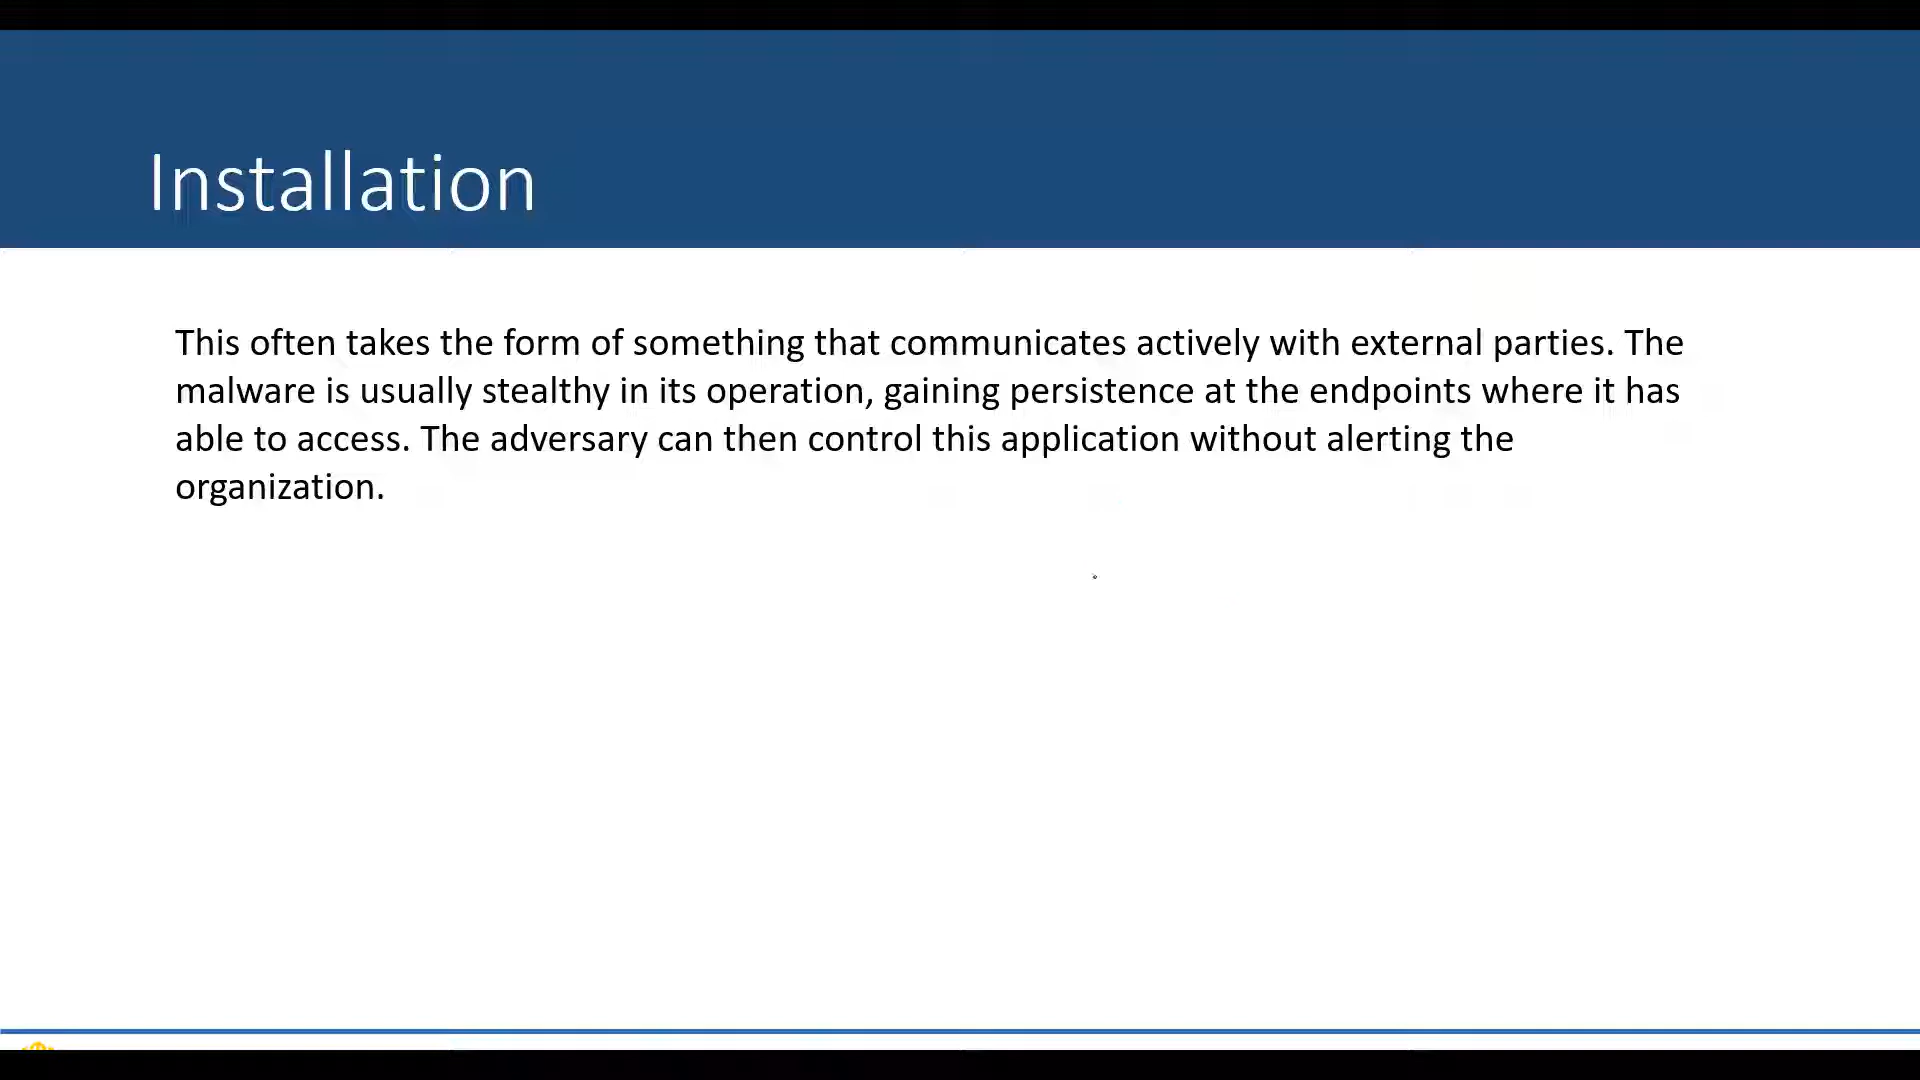 Installation
This often takes the form of something that communicates actively with external parties. The
malware is usually stealthy in its operation, gaining persistence at the endpoints where it has
able to access. The adversary can then control this application without alerting the
organization.